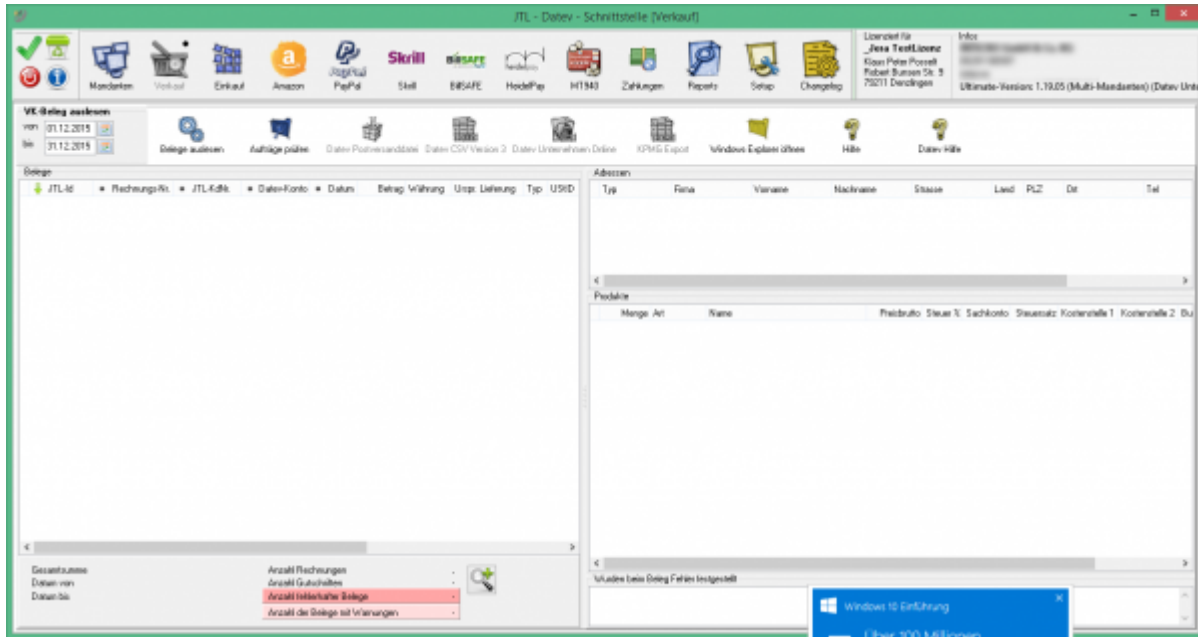 JTL - Datev - Schnittstelle [Verkauf]
Mandanten
Verkauf
Einkauf
Amazon
PayPal
PayPal
Skrill
Skrill
BillSAFE
BillSAFE
HeidelPay
MT940
Zahlungen
Reports
Setup
Changelog
Lizenziert für
_Jera TestLizenz
Klaus Peter Posselt
Robert Bunsen Str. 9
79211 Denzlingen
Infos
Ultimate-Version: 1.19.05 (Multi-Mandanten) (Datev Unte
VK-Beleg auslesen
von 01.12.2015
bis 31.12.2015
Belege auslesen
Aufträge prüfen
Datev Postversanddatei
Datev CSV Version 3
Datev Unternehmen Online
KPMG Export
Windows Explorer öffnen
Hilfe
Datev Hilfe
Belege
JTL-Id Rechnungs-Nr. JTL-KdNr. Datev-Konto Datum Betrag Währung Urspr. Lieferung Typ UStID
Adressen
Typ Firma Vorname Nachname Strasse Land PLZ Ort Tel
Produkte
Menge Art Name Preisbrutto Steuer % Sachkonto Steuersatz Kostenstelle 1 Kostenstelle 2 Bu
Gesamtsumme
Datum von
Datum bis
Anzahl Rechnungen -
Anzahl Gutschriften -
Anzahl fehlerhafter Belege -
Anzahl der Belege mit Warnungen -
Wurden beim Beleg Fehler festgestellt
Windows 10 Einführung
Über 100 Millionen